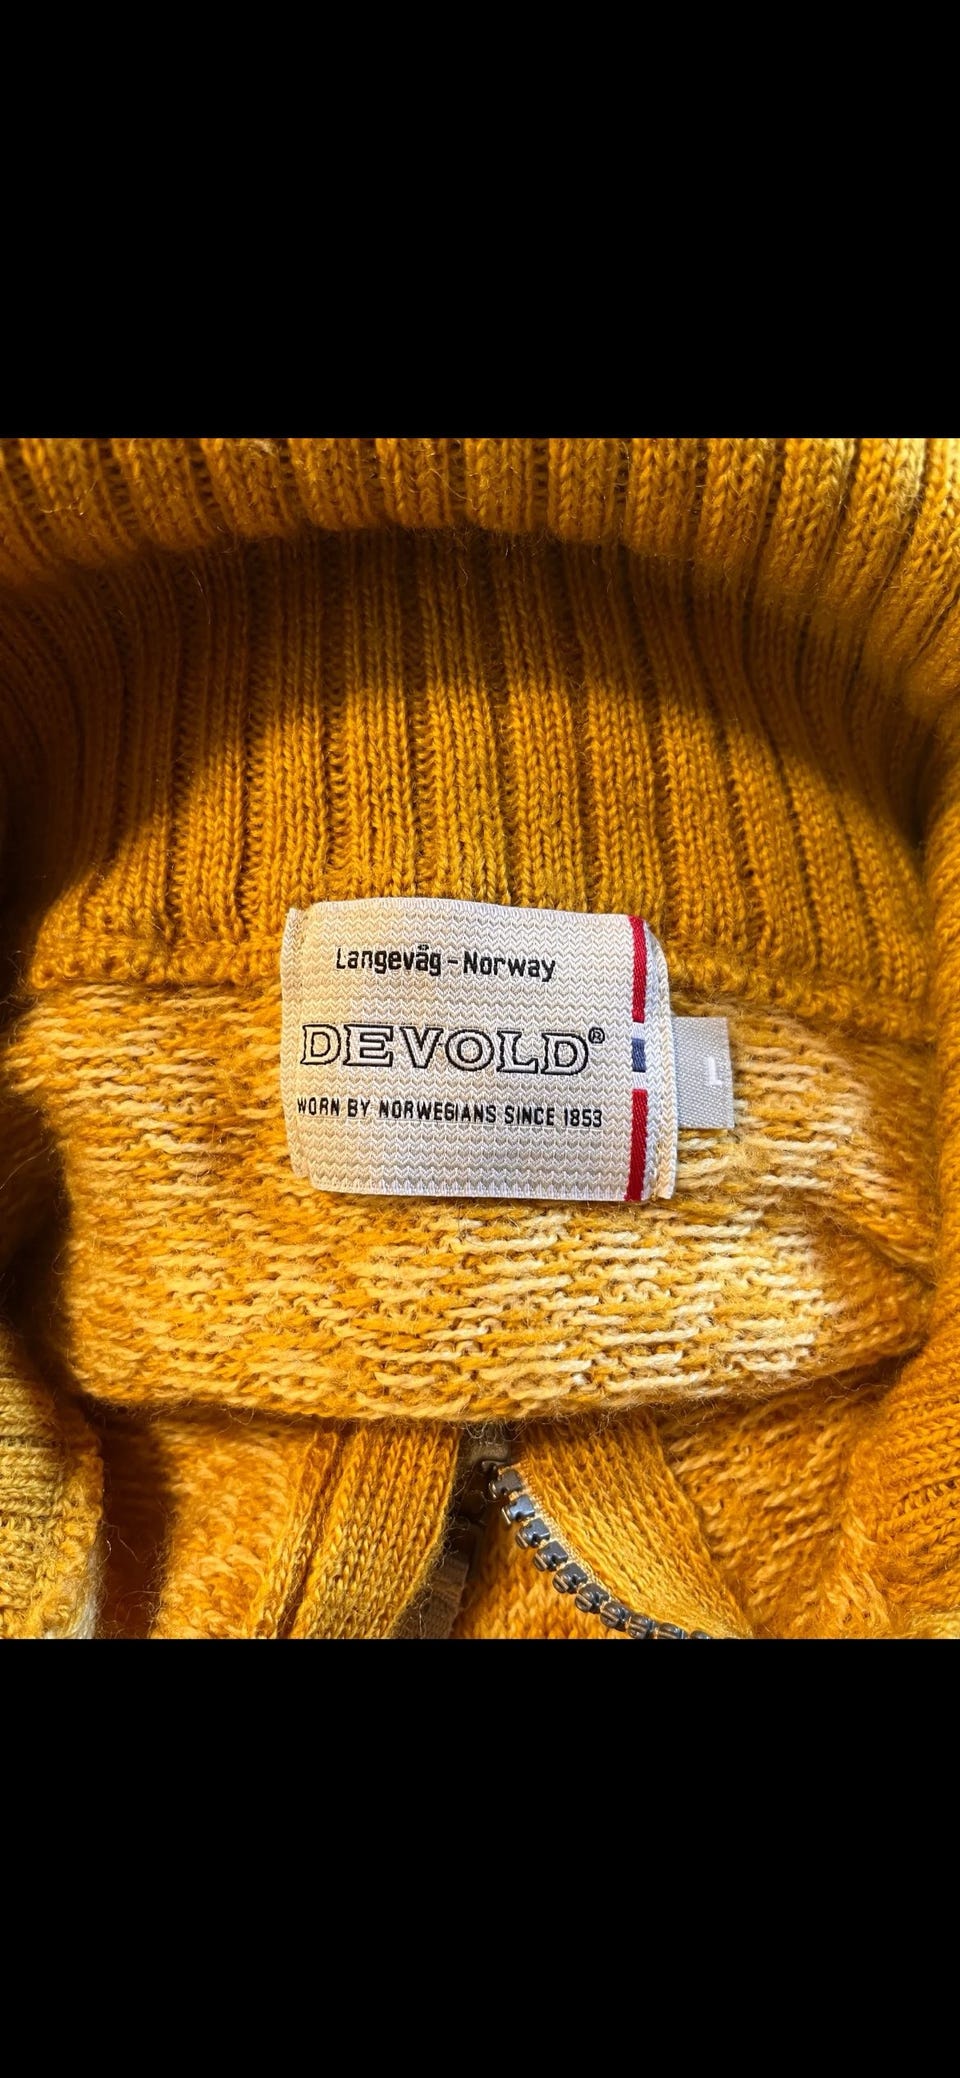 Langevåg - Norway
DEVOLD®
WORN BY NORWEGIANS SINCE 1853
L